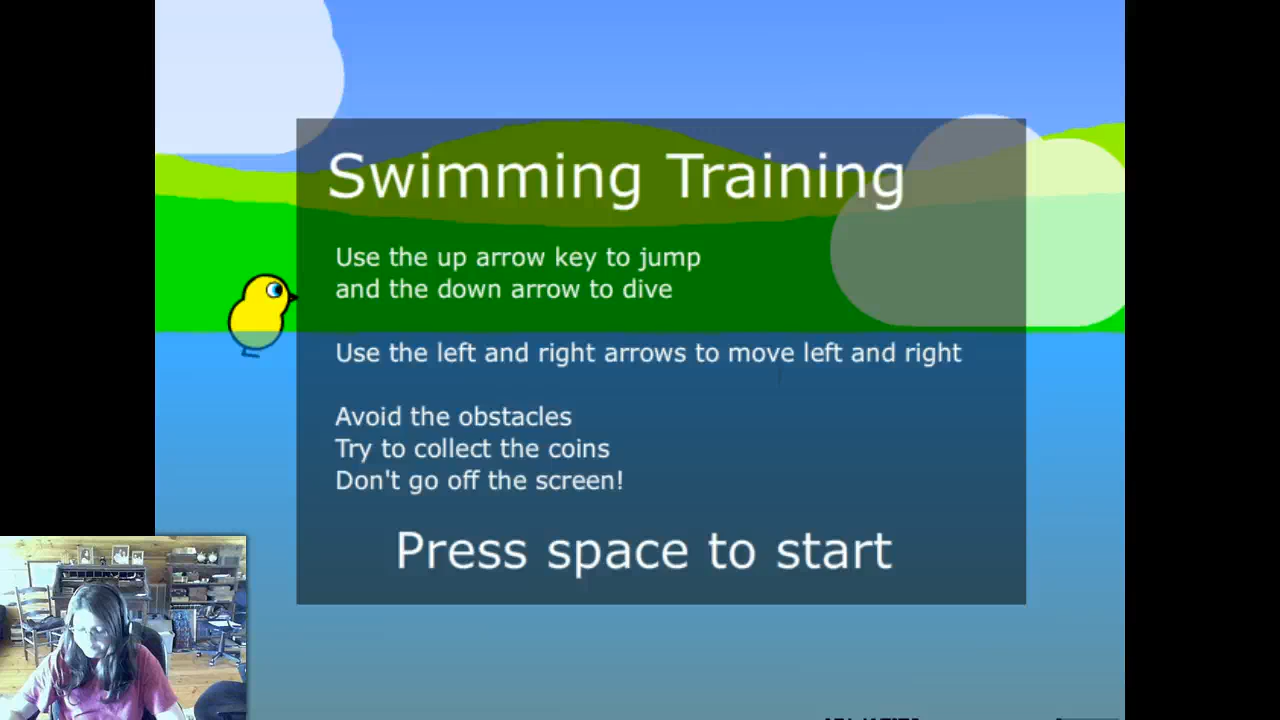 Swimming Training
Use the up arrow key to jump
and the down arrow to dive
Use the left and right arrows to move left and right
Avoid the obstacles
Try to collect the coins
Don't go off the screen!
Press space to start